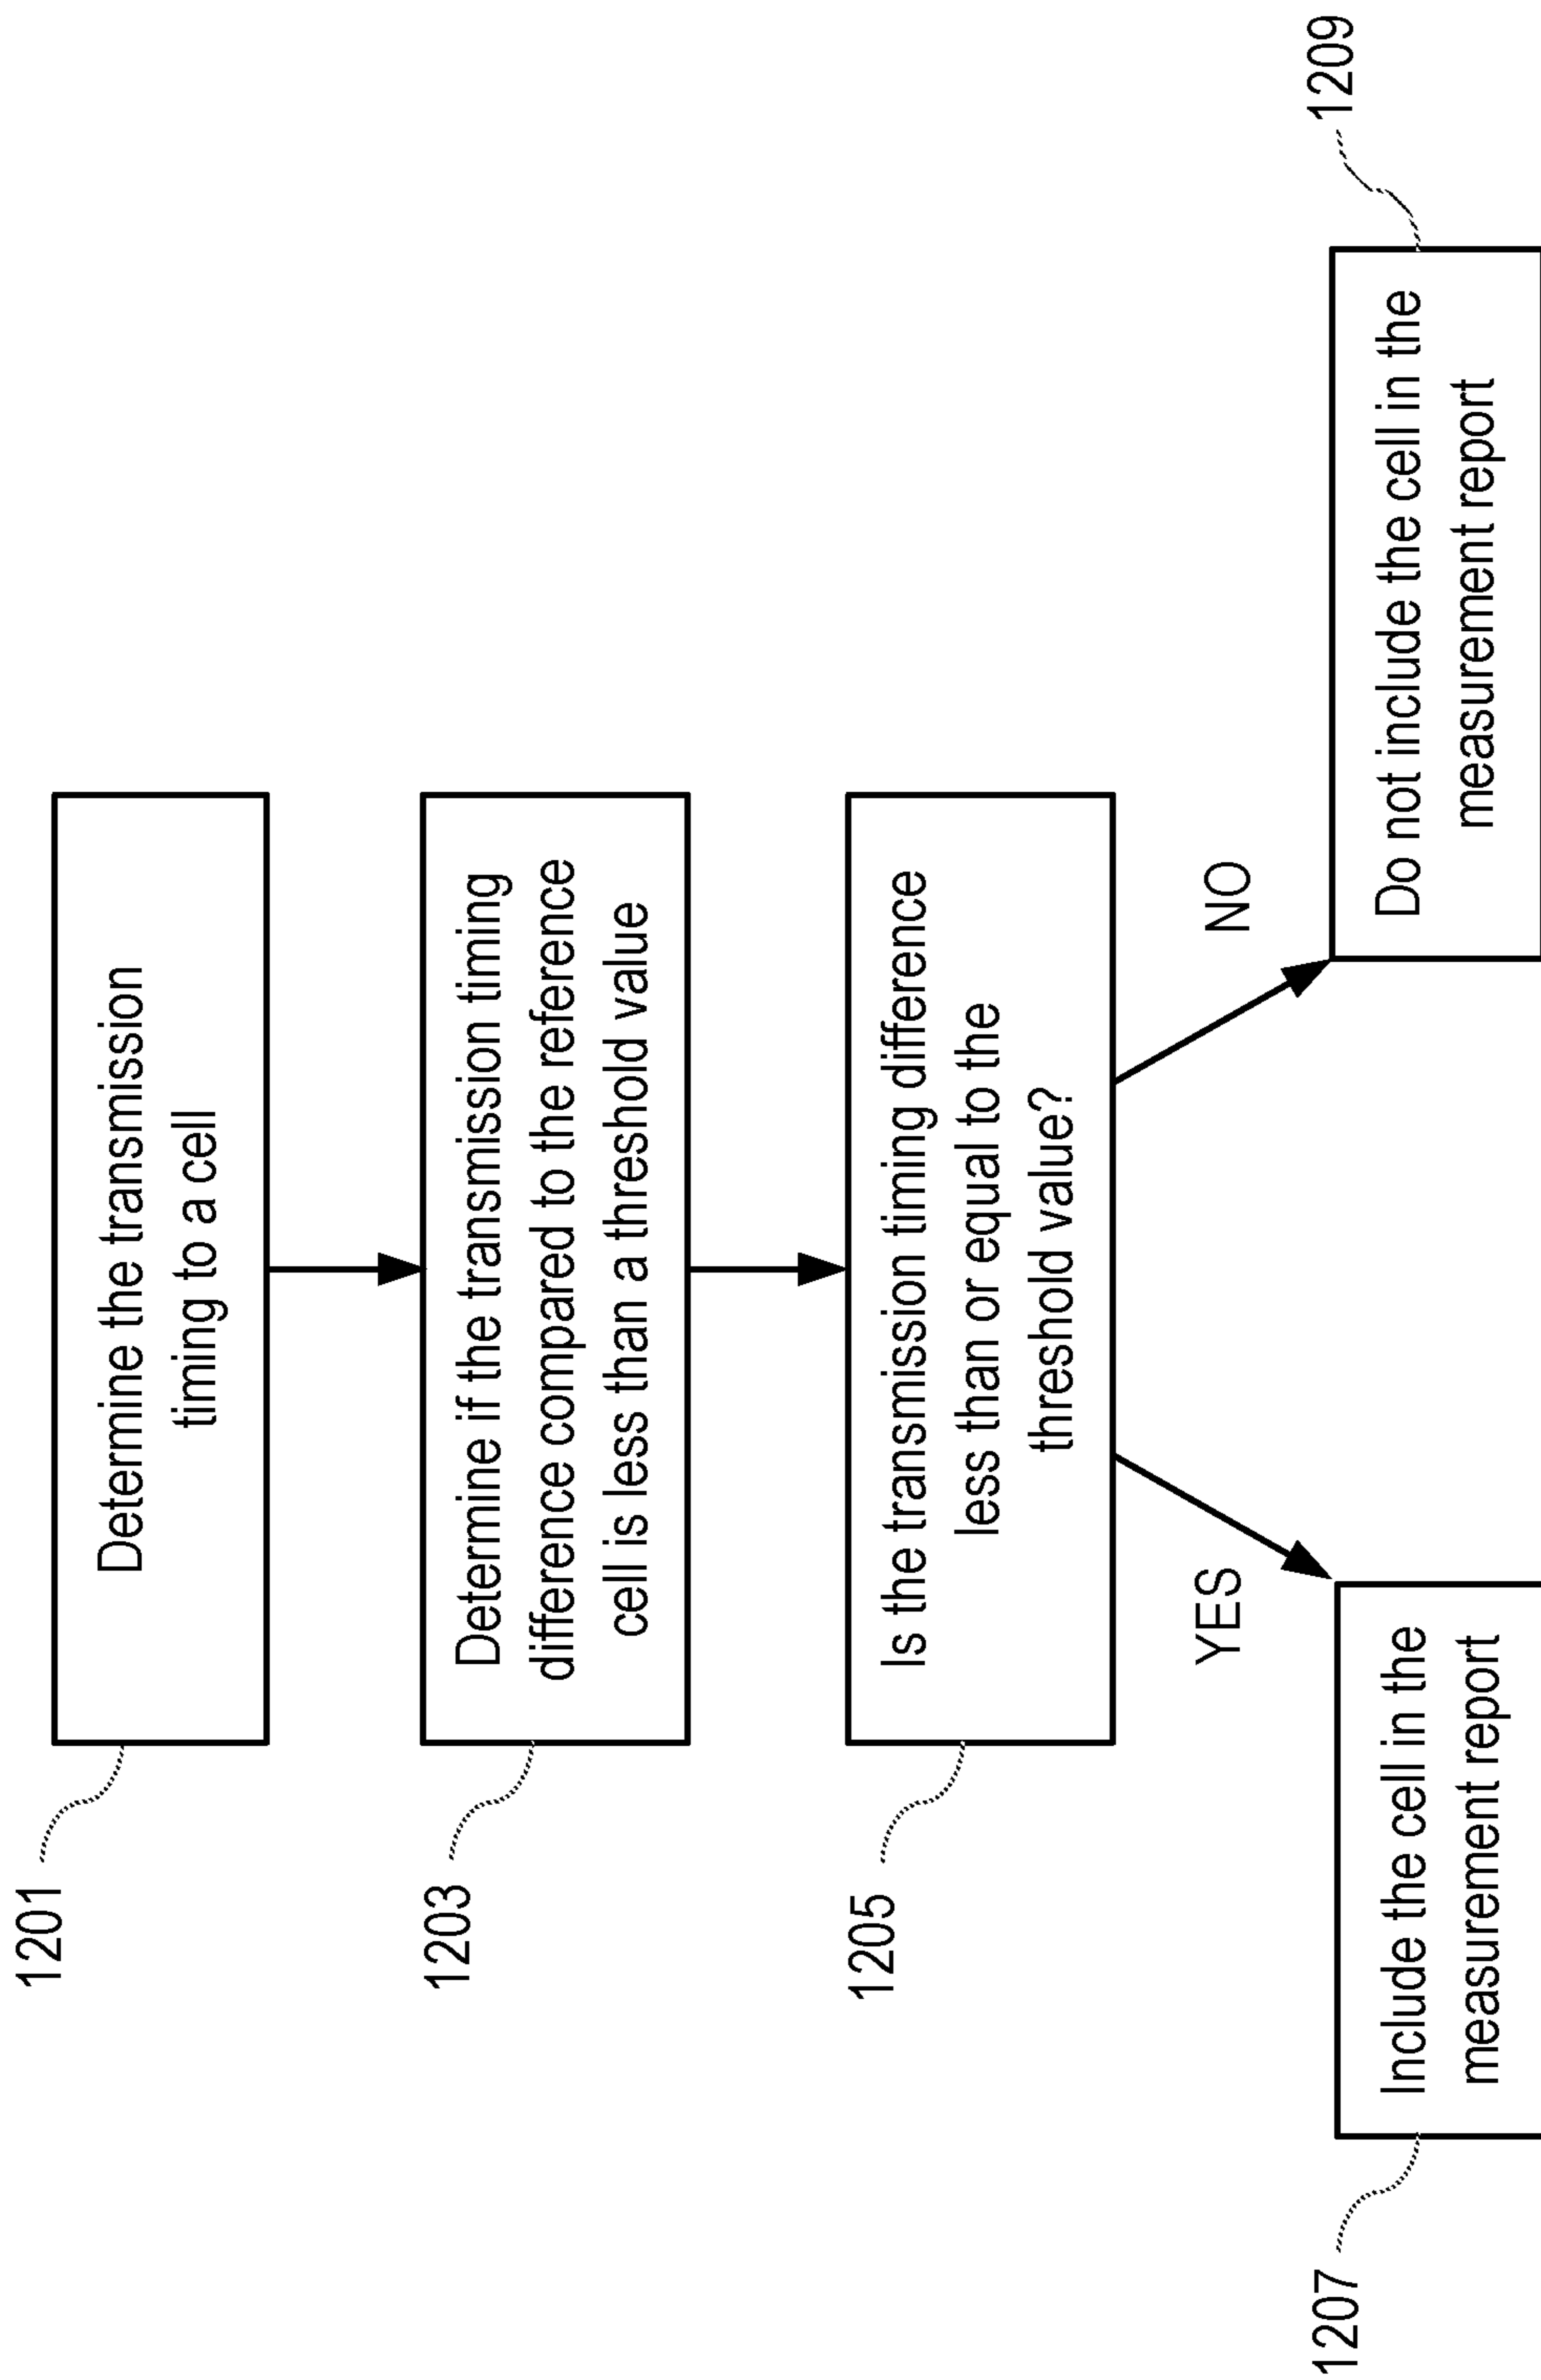 1201
Determine the transmission
timing to a cell
1203
Determine if the transmission timing
difference compared to the reference
cell is less than a threshold value
1205
Is the transmission timing difference
less than or equal to the
threshold value?
YES
NO
1207
Include the cell in the
measurement report
Do not include the cell in the
measurement report
1209